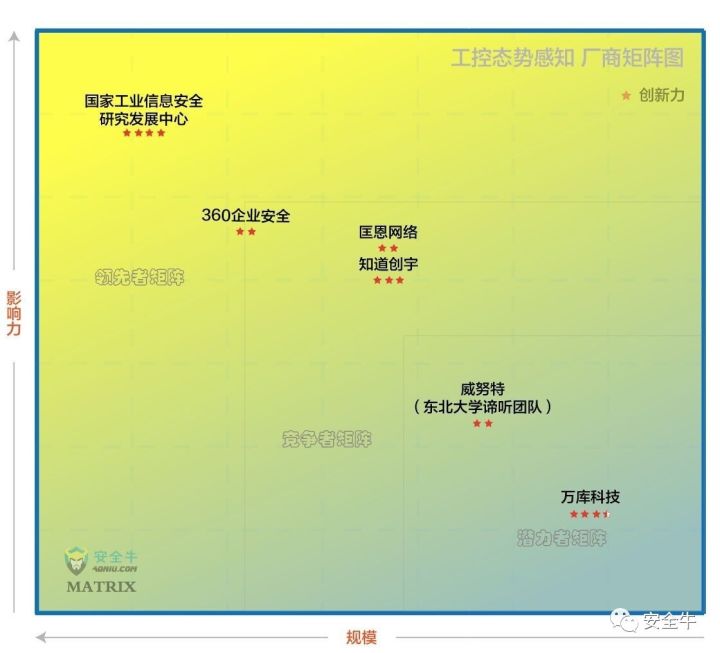 工控态势感知 厂商矩阵图
★ 创新力
国家工业信息安全
研究发展中心
★★★★
360企业安全
★★
匡恩网络
★★
知道创宇
★★★
领先者矩阵
影响力
威努特
（东北大学谛听团队）
★★
竞争者矩阵
万库科技
潜力者矩阵
安全牛
AQNIU.COM
MATRIX
安全牛
规模